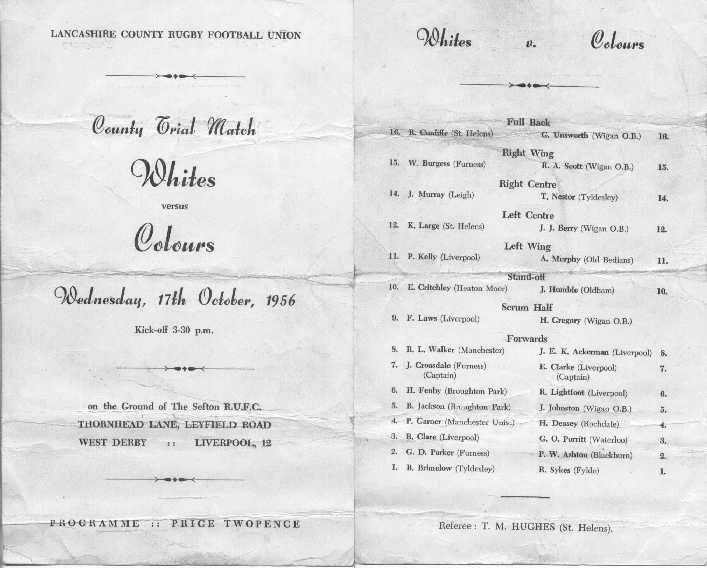 LANCASHIRE COUNTY RUGBY FOOTBALL UNION
County Trial Match
Whites
versus
Colours
Wednesday, 17th October, 1956
Kick-off 3-30 p.m.
on the Ground of The Sefton R.U.F.C.
THORNHEAD LANE, LEYFIELD ROAD
WEST DERBY :: LIVERPOOL, 12
PROGRAMME :: PRICE TWOPENCE
Whites v. Colours
Full Back
16. R. Cunliffe (St. Helens) G. Unsworth (Wigan O.B.) 16.
Right Wing
15. W. Burgess (Furness) R. A. Scott (Wigan O.B.) 15.
Right Centre
14. J. Murray (Leigh) T. Nestor (Tyldesley) 14.
Left Centre
12. K. Large (St. Helens) J. J. Berry (Wigan O.B.) 12.
Left Wing
11. P. Kelly (Liverpool) A. Murphy (Old Bedians) 11.
Stand-off
10. E. Critchley (Heaton Moor) J. Humble (Oldham) 10.
Scrum Half
9. F. Laws (Liverpool) H. Gregory (Wigan O.B.)
Forwards
8. R. L. Walker (Manchester) J. E. K. Ackerman (Liverpool) 8.
7. J. Cronsdale (Furness) E. Clarke (Liverpool) 7.
(Captain) (Captain)
6. H. Fenby (Broughton Park) R. Lightfoot (Liverpool) 6.
5. B. Jackson (Broughton Park) J. Johnston (Wigan O.B.) 5.
4. P. Garner (Manchester Univ.) H. Deasey (Rochdale) 4.
3. B. Clare (Liverpool) G. O. Porritt (Waterloo) 3.
2. G. D. Parker (Furness) P. W. Ashton (Blackburn) 2.
1. B. Brimelow (Tyldesley) R. Sykes (Fylde) 1.
Referee : T. M. HUGHES (St. Helens).